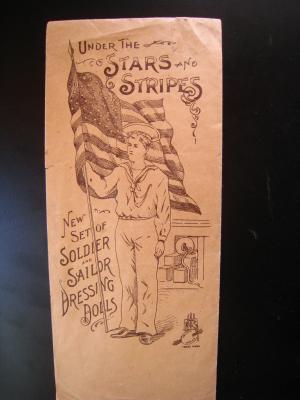 UNDER THE
STARS AND
STRIPES
NEW
SET OF
SOLDIER
AND
SAILOR
DRESSING
DOLLS